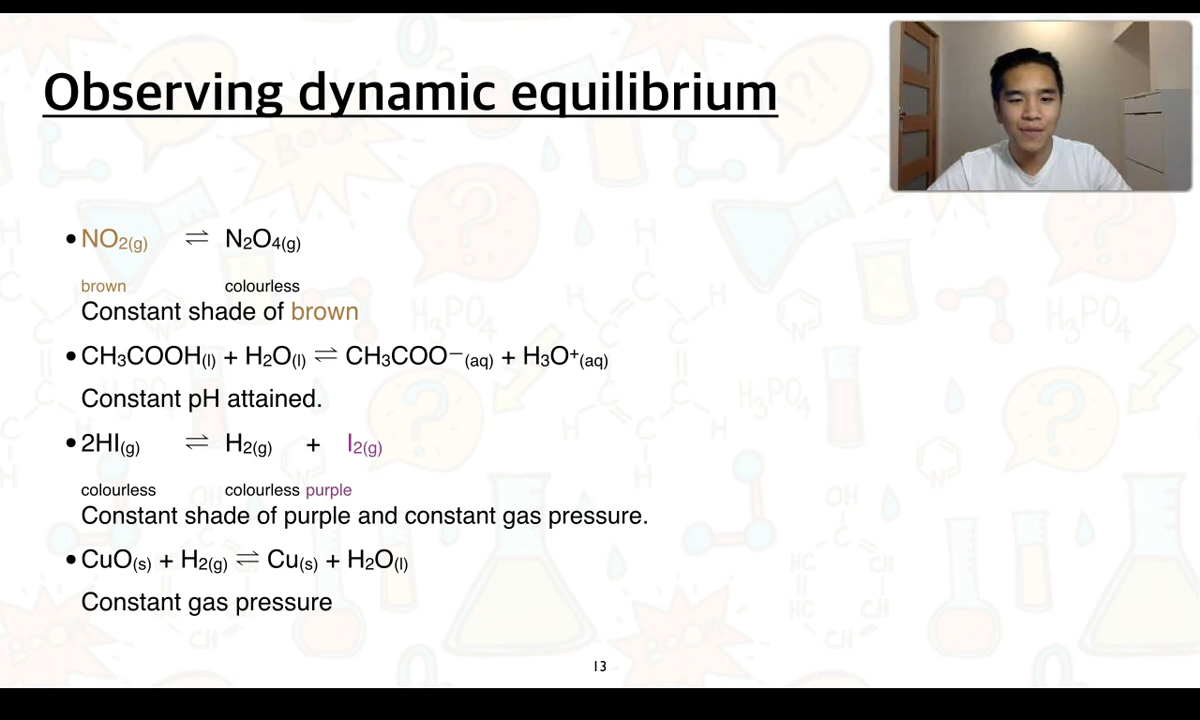 Observing dynamic equilibrium
• NO₂(g) ⇌ N₂O₄(g)
brown colourless
Constant shade of brown
• CH₃COOH(l) + H₂O(l) ⇌ CH₃COO⁻(aq) + H₃O⁺(aq)
Constant pH attained.
• 2HI(g) ⇌ H₂(g) + I₂(g)
colourless colourless purple
Constant shade of purple and constant gas pressure.
• CuO(s) + H₂(g) ⇌ Cu(s) + H₂O(l)
Constant gas pressure
13